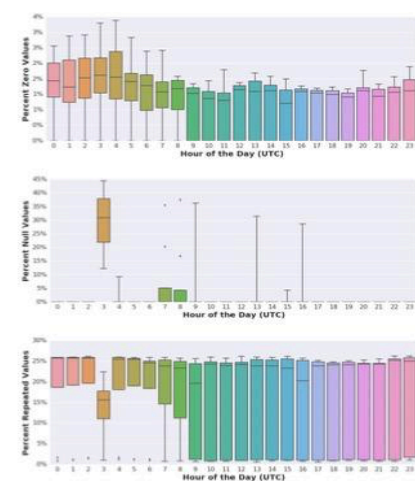 4%
4%
3%
2%
2%
2%
1%
0%
0%
Percent Zero Values
0 1 2 3 4 5 6 7 8 9 10 11 12 13 14 15 16 17 18 19 20 21 22 23
Hour of the Day (UTC)
45%
40%
35%
30%
25%
20%
15%
10%
5%
0%
Percent Null Values
0 1 2 3 4 5 6 7 8 9 10 11 12 13 14 15 16 17 18 19 20 21 22 23
Hour of the Day (UTC)
30%
25%
20%
15%
10%
5%
0%
Percent Repeated Values
0 1 2 3 4 5 6 7 8 9 10 11 12 13 14 15 16 17 18 19 20 21 22 23
Hour of the Day (UTC)